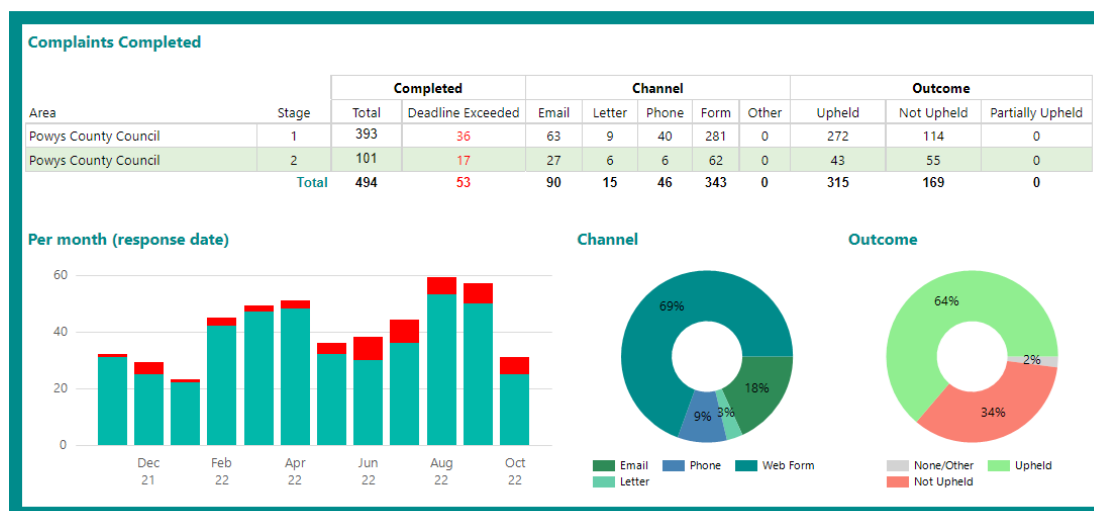 Complaints Completed
Completed Channel Outcome
Area Stage Total Deadline Exceeded Email Letter Phone Form Other Upheld Not Upheld Partially Upheld
Powys County Council 1 393 36 63 9 40 281 0 272 114 0
Powys County Council 2 101 17 27 6 6 62 0 43 55 0
Total 494 53 90 15 46 343 0 315 169 0
Per month (response date)
Channel
Outcome
60
40
20
0
Dec Feb Apr Jun Aug Oct
21 22 22 22 22 22
69%
18%
9% 3%
Email Phone Web Form
Letter
64%
2%
34%
None/Other Upheld
Not Upheld